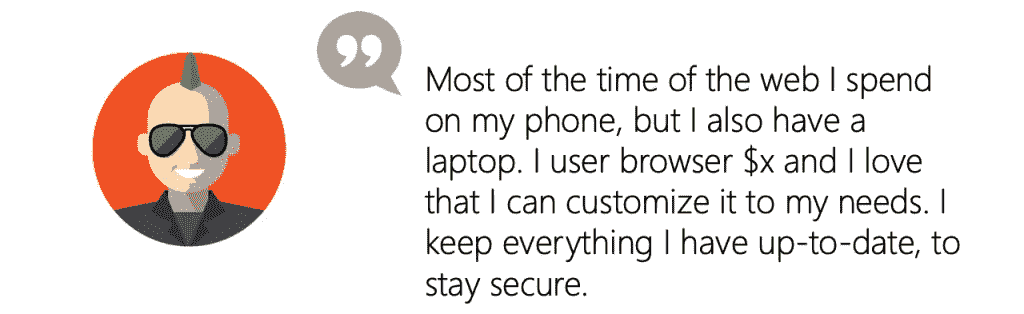 Most of the time of the web I spend
on my phone, but I also have a
laptop. I user browser $x and I love
that I can customize it to my needs. I
keep everything I have up-to-date, to
stay secure.